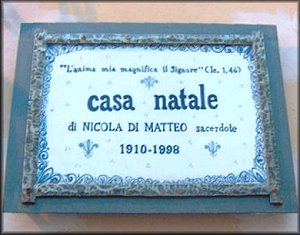 "L'anima mia magnifica il Signore" (Lc. 1,46)
casa natale
di NICOLA DI MATTEO sacerdote
1910-1998